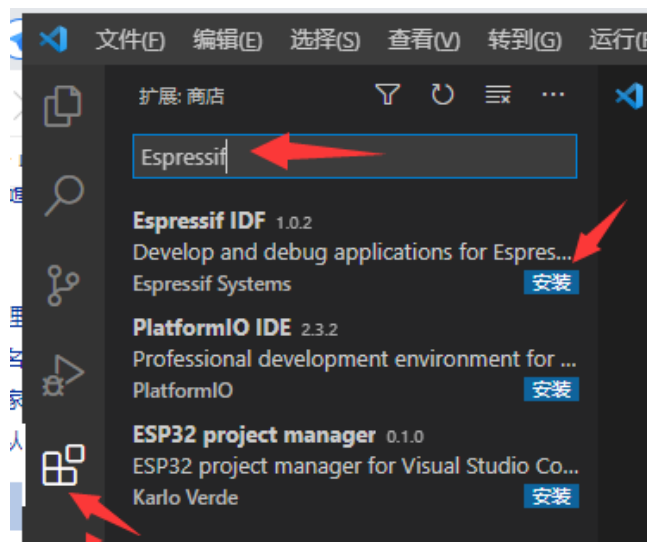 文件(F) 编辑(E) 选择(S) 查看(V) 转到(G) 运行(
扩展: 商店
Espressif
Espressif IDF 1.0.2
Develop and debug applications for Espres...
Espressif Systems 安装
PlatformIO IDE 2.3.2
Professional development environment for ...
PlatformIO 安装
ESP32 project manager 0.1.0
ESP32 project manager for Visual Studio Co...
Karlo Verde 安装